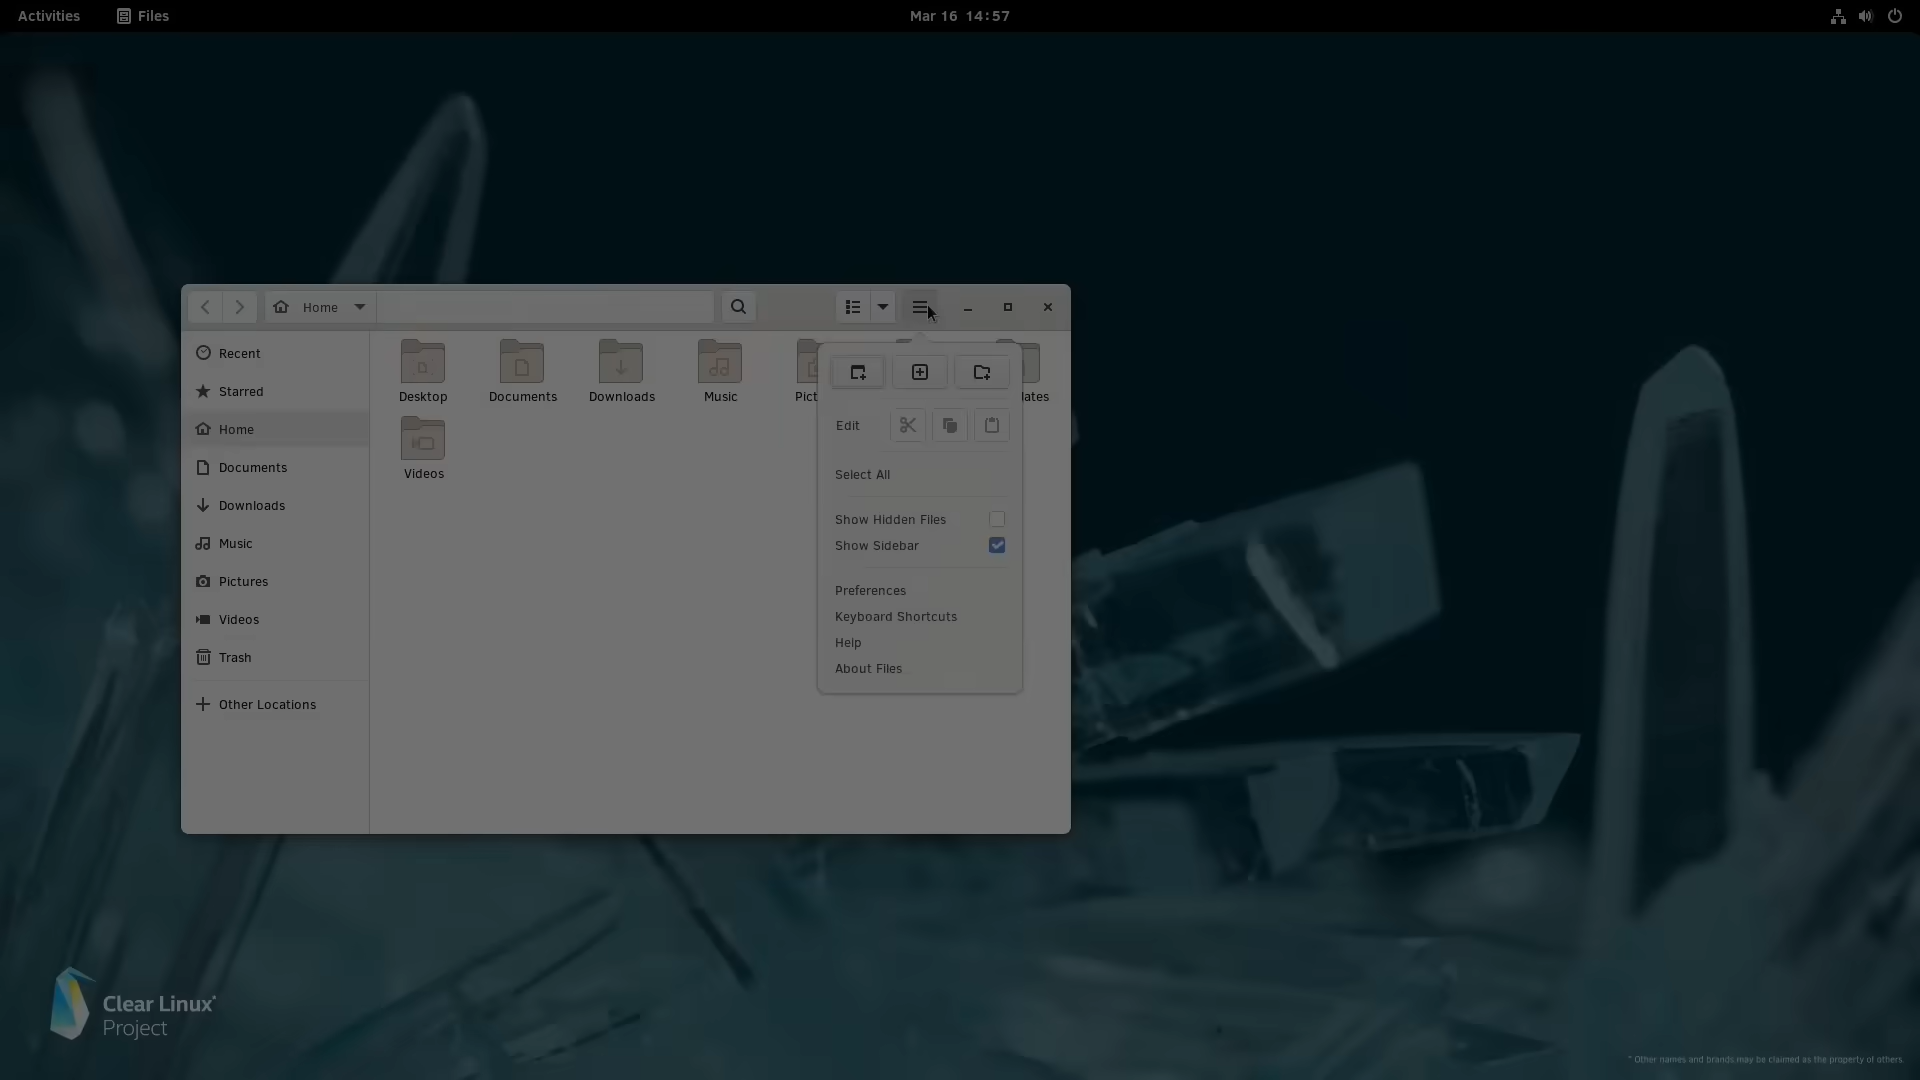 Activities
Files
Mar 16 14:57
Home
Recent
Starred
Home
Documents
Downloads
Music
Pictures
Videos
Trash
Other Locations
Desktop
Documents
Downloads
Music
Pict
lates
Videos
Edit
Select All
Show Hidden Files
Show Sidebar
Preferences
Keyboard Shortcuts
Help
About Files
Clear Linux*
Project
* Other names and brands may be claimed as the property of others.